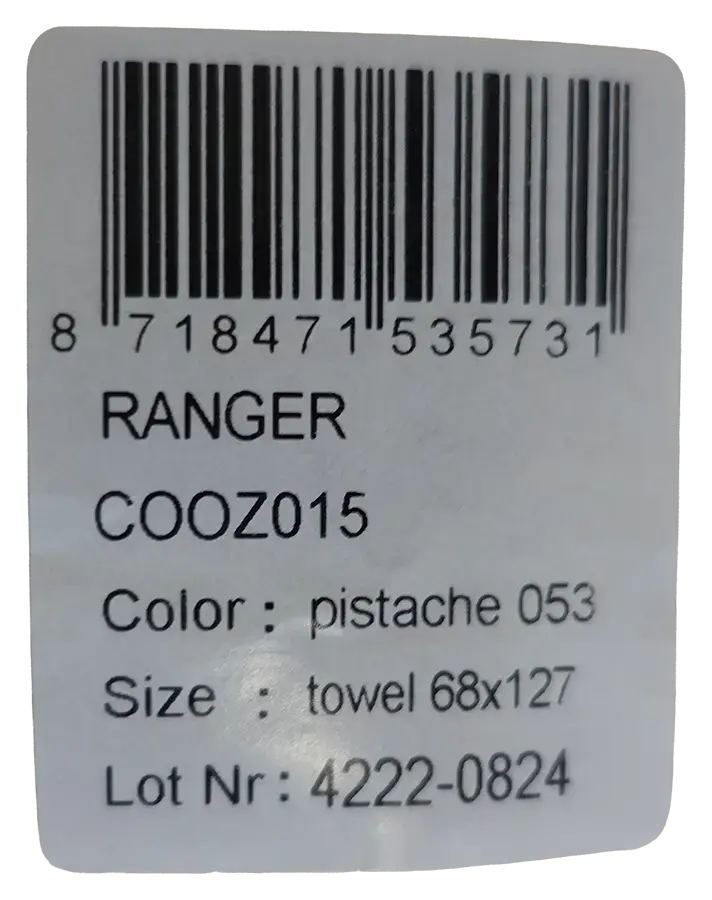 8 718471 535731
RANGER
COOZ015
Color : pistache 053
Size : towel 68x127
Lot Nr : 4222-0824